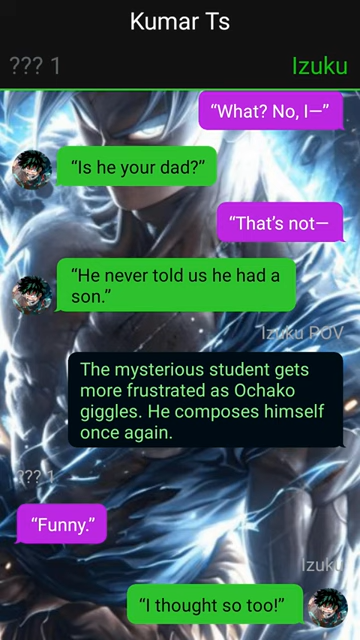 Kumar Ts
??? 1
Izuku
“What? No, I—”
“Is he your dad?”
“That’s not—
“He never told us he had a
son.”
Izuku POV
The mysterious student gets
more frustrated as Ochako
giggles. He composes himself
once again.
??? 1
“Funny.”
Izuku
“I thought so too!”